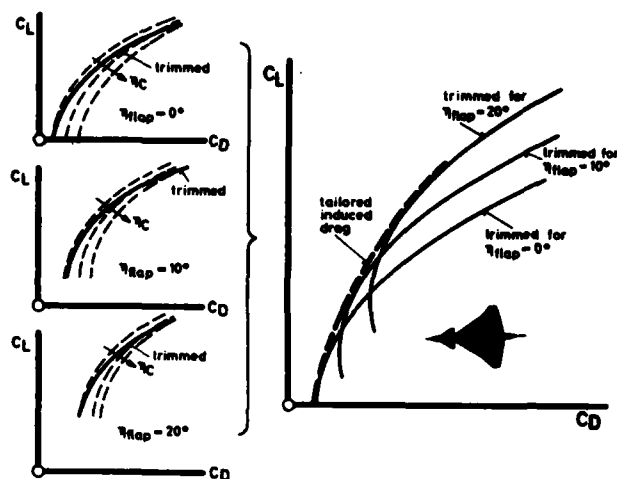 CL
trimmed
ηC
ηflap = 0°
CD
CL
trimmed
ηC
ηflap = 10°
CD
CL
trimmed
ηC
ηflap = 20°
CD
CL
trimmed for
ηflap = 20°
trimmed for
ηflap = 10°
tailored
induced
drag
trimmed for
ηflap = 0°
CD